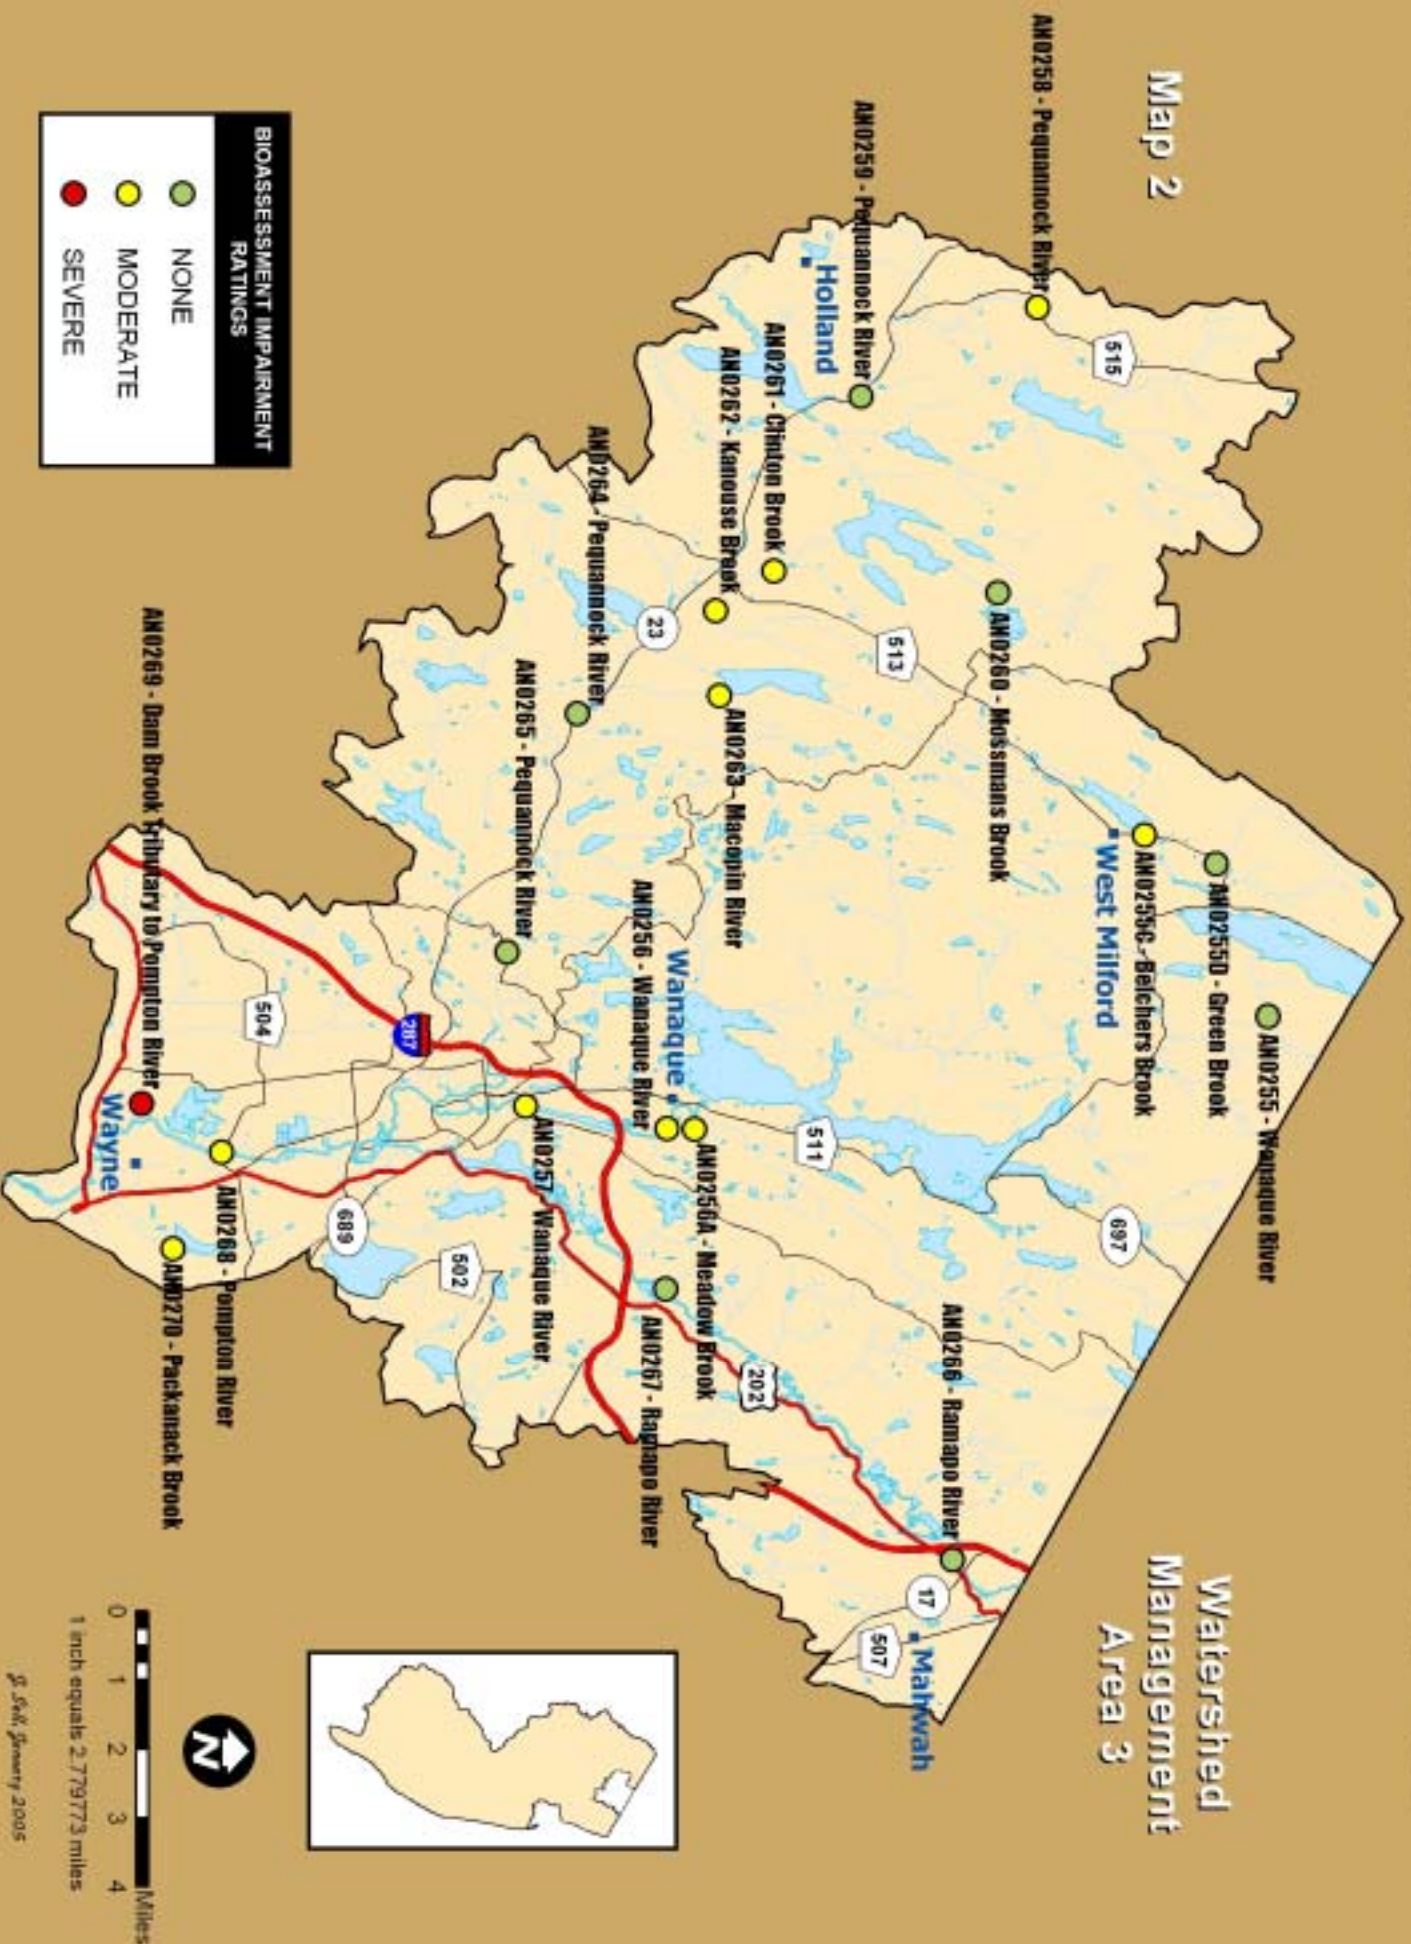 Map 2
Watershed
Management
Area 3
AN0258 - Pequannock River
AN0259 - Pequannock River
515
Holland
AN0261 - Clinton Brook
AN0262 - Kanouse Brook
AN0264 - Pequannock River
23
513
AN0260 - Mossmans Brook
AN0263 - Macopin River
AN0265 - Pequannock River
AN0255D - Green Brook
AN0255C - Belchers Brook
West Milford
AN0255 - Wanaque River
AN0256 - Wanaque River
Wanaque
AN0256A - Meadow Brook
511
697
AN0257 - Wanaque River
287
504
AN0269 - Dam Brook Tributary to Pompton River
Wayne
AN0268 - Pompton River
AN0270 - Packanack Brook
689
502
AN0267 - Ramapo River
202
AN0266 - Ramapo River
17
507
Mahwah
BIOASSESSMENT IMPAIRMENT
RATINGS
NONE
MODERATE
SEVERE
N
0 1 2 3 4 Miles
1 inch equals 2.779773 miles
J. Sell, January 2005